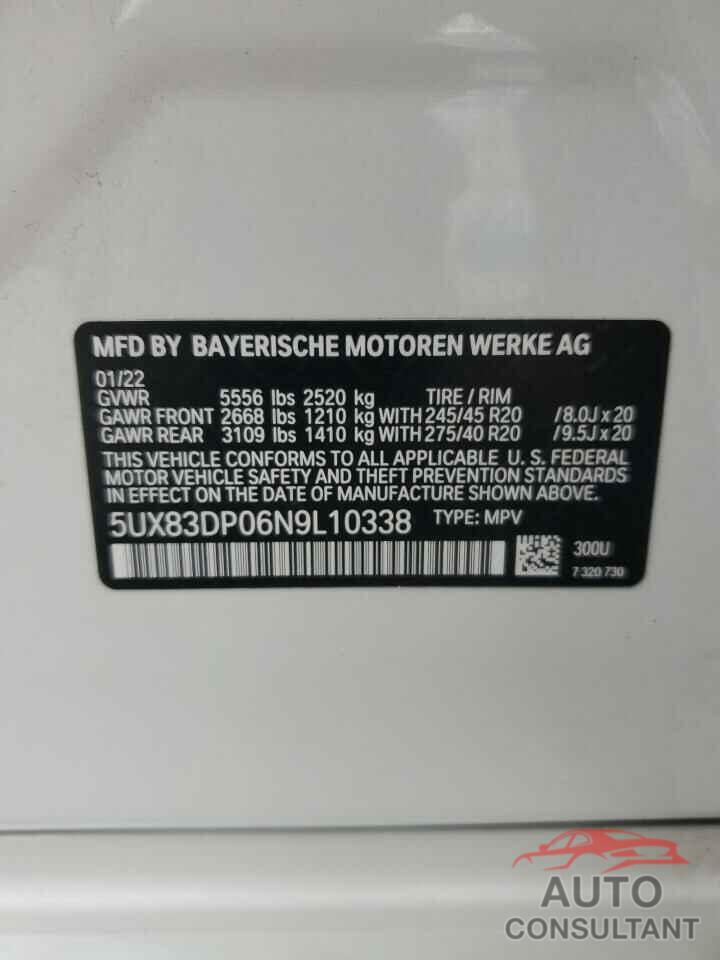 MFD BY BAYERISCHE MOTOREN WERKE AG
01/22
GVWR 5556 lbs 2520 kg TIRE / RIM
GAWR FRONT 2668 lbs 1210 kg WITH 245/45 R20 /8.0J x 20
GAWR REAR 3109 lbs 1410 kg WITH 275/40 R20 /9.5J x 20
THIS VEHICLE CONFORMS TO ALL APPLICABLE U. S. FEDERAL
MOTOR VEHICLE SAFETY AND THEFT PREVENTION STANDARDS
IN EFFECT ON THE DATE OF MANUFACTURE SHOWN ABOVE.
5UX83DP06N9L10338 TYPE: MPV
300U
7 320 730
AUTO
CONSULTANT